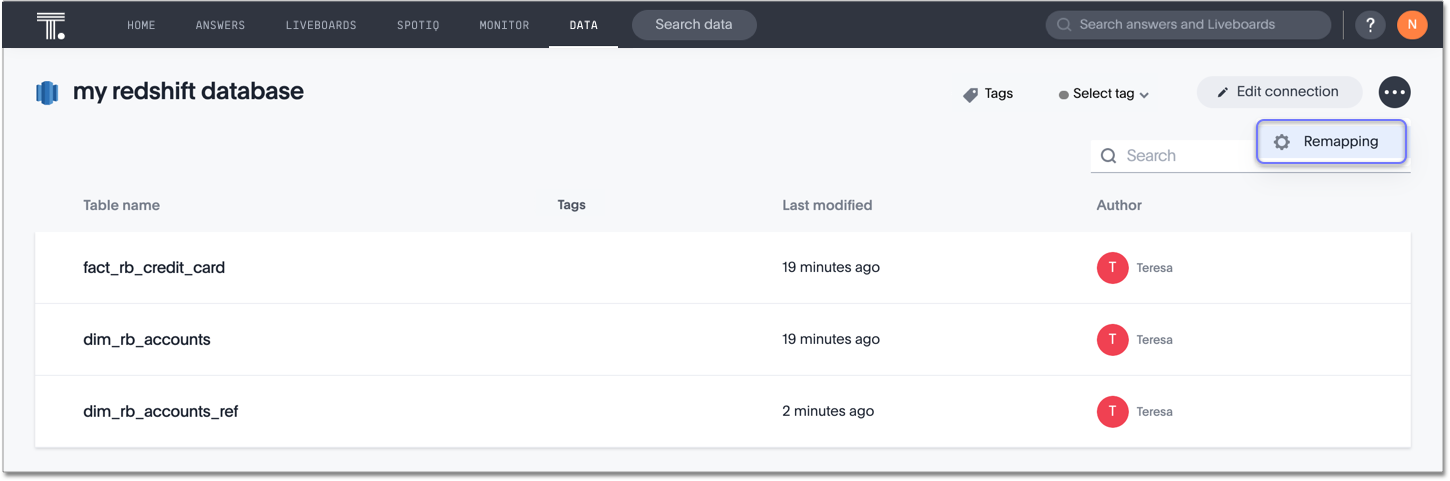 T. HOME ANSWERS LIVEBOARDS SPOTIQ MONITOR DATA Search data Search answers and Liveboards ? N
my redshift database Tags Select tag Edit connection
Remapping
Search
Table name Tags Last modified Author
fact_rb_credit_card 19 minutes ago T Teresa
dim_rb_accounts 19 minutes ago T Teresa
dim_rb_accounts_ref 2 minutes ago T Teresa